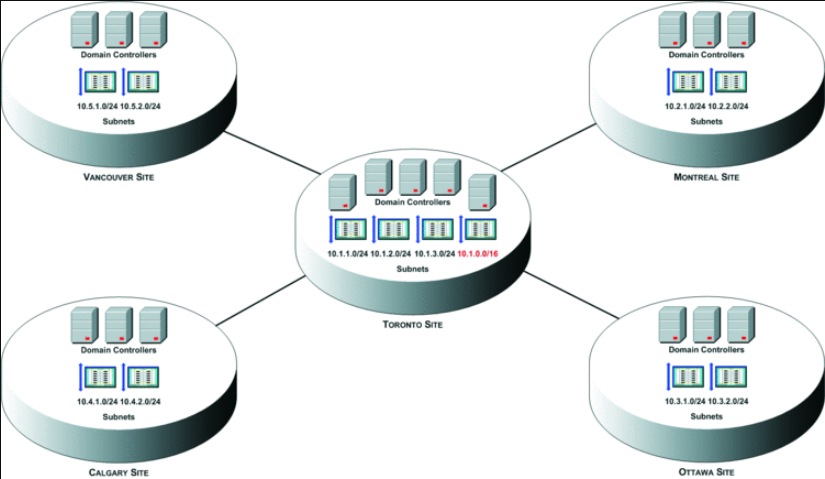 Domain Controllers
10.5.1.0/24 10.5.2.0/24
Subnets
VANCOUVER SITE
Domain Controllers
10.2.1.0/24 10.2.2.0/24
Subnets
MONTREAL SITE
Domain Controllers
10.1.1.0/24 10.1.2.0/24 10.1.3.0/24 10.1.0.0/16
Subnets
TORONTO SITE
Domain Controllers
10.4.1.0/24 10.4.2.0/24
Subnets
CALGARY SITE
Domain Controllers
10.3.1.0/24 10.3.2.0/24
Subnets
OTTAWA SITE